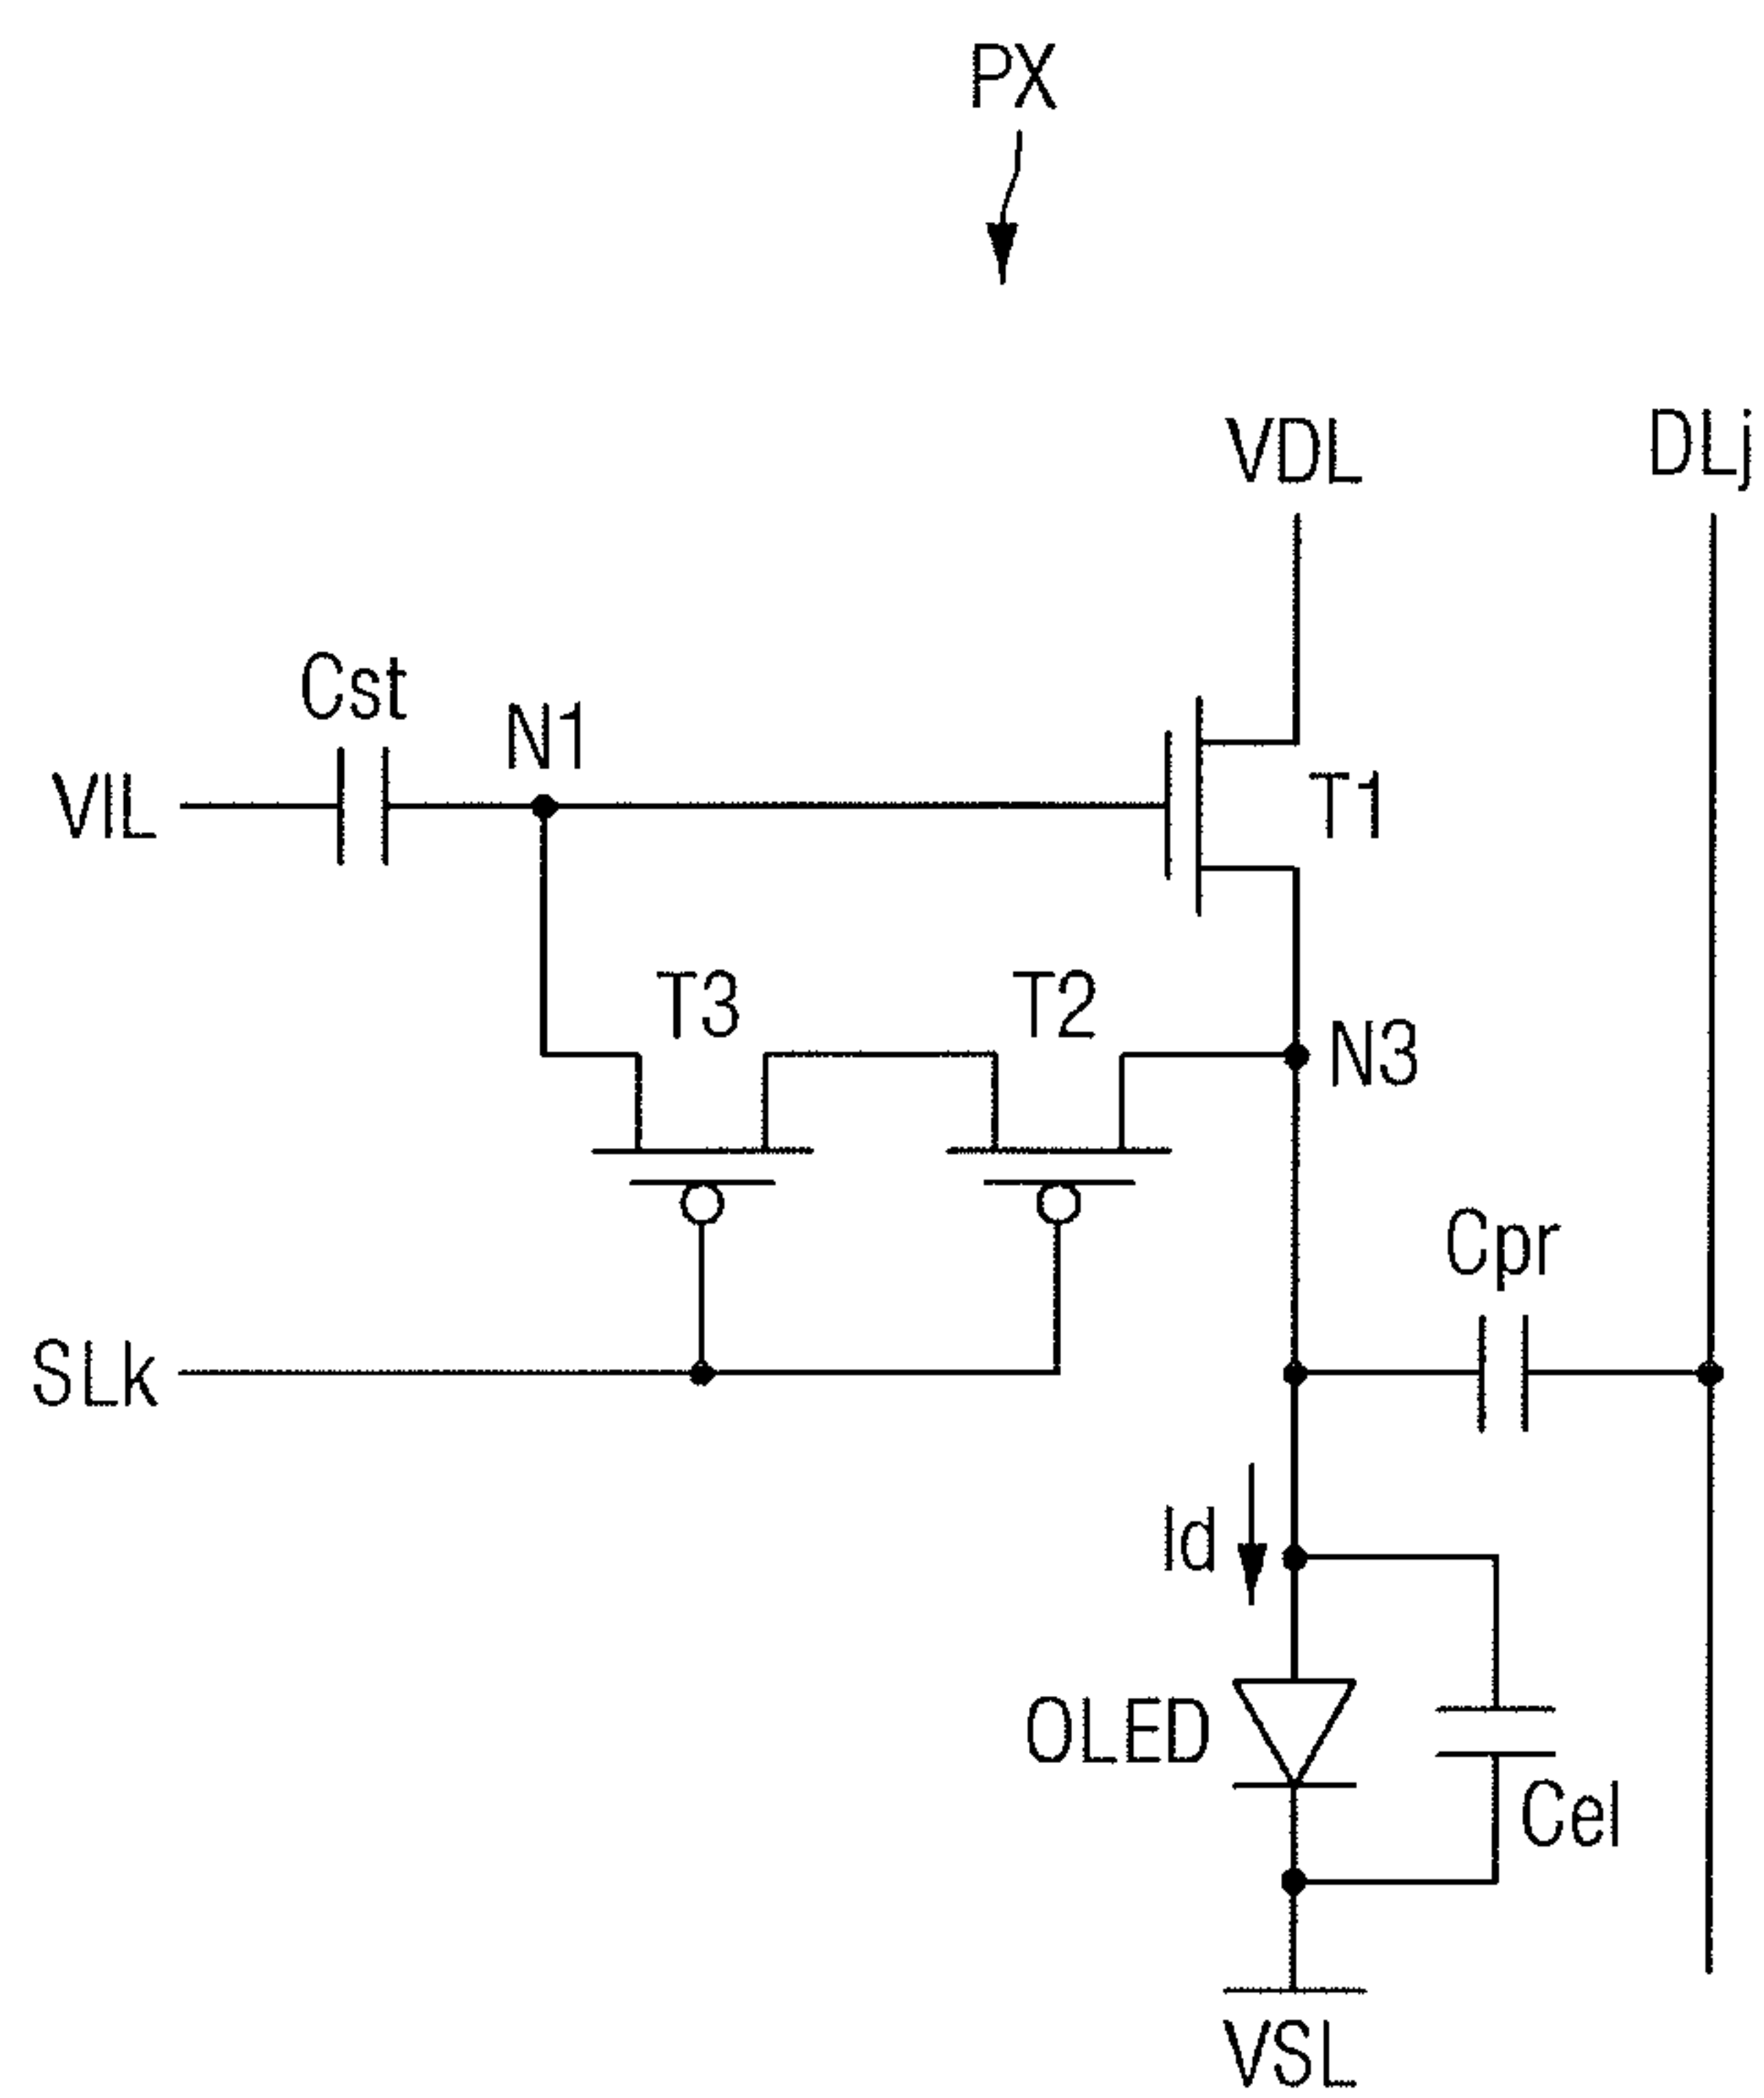 PX
VDL
DLj
Cst
N1
VIL
T1
T3
T2
N3
Cpr
SLk
Id
OLED
Cel
VSL